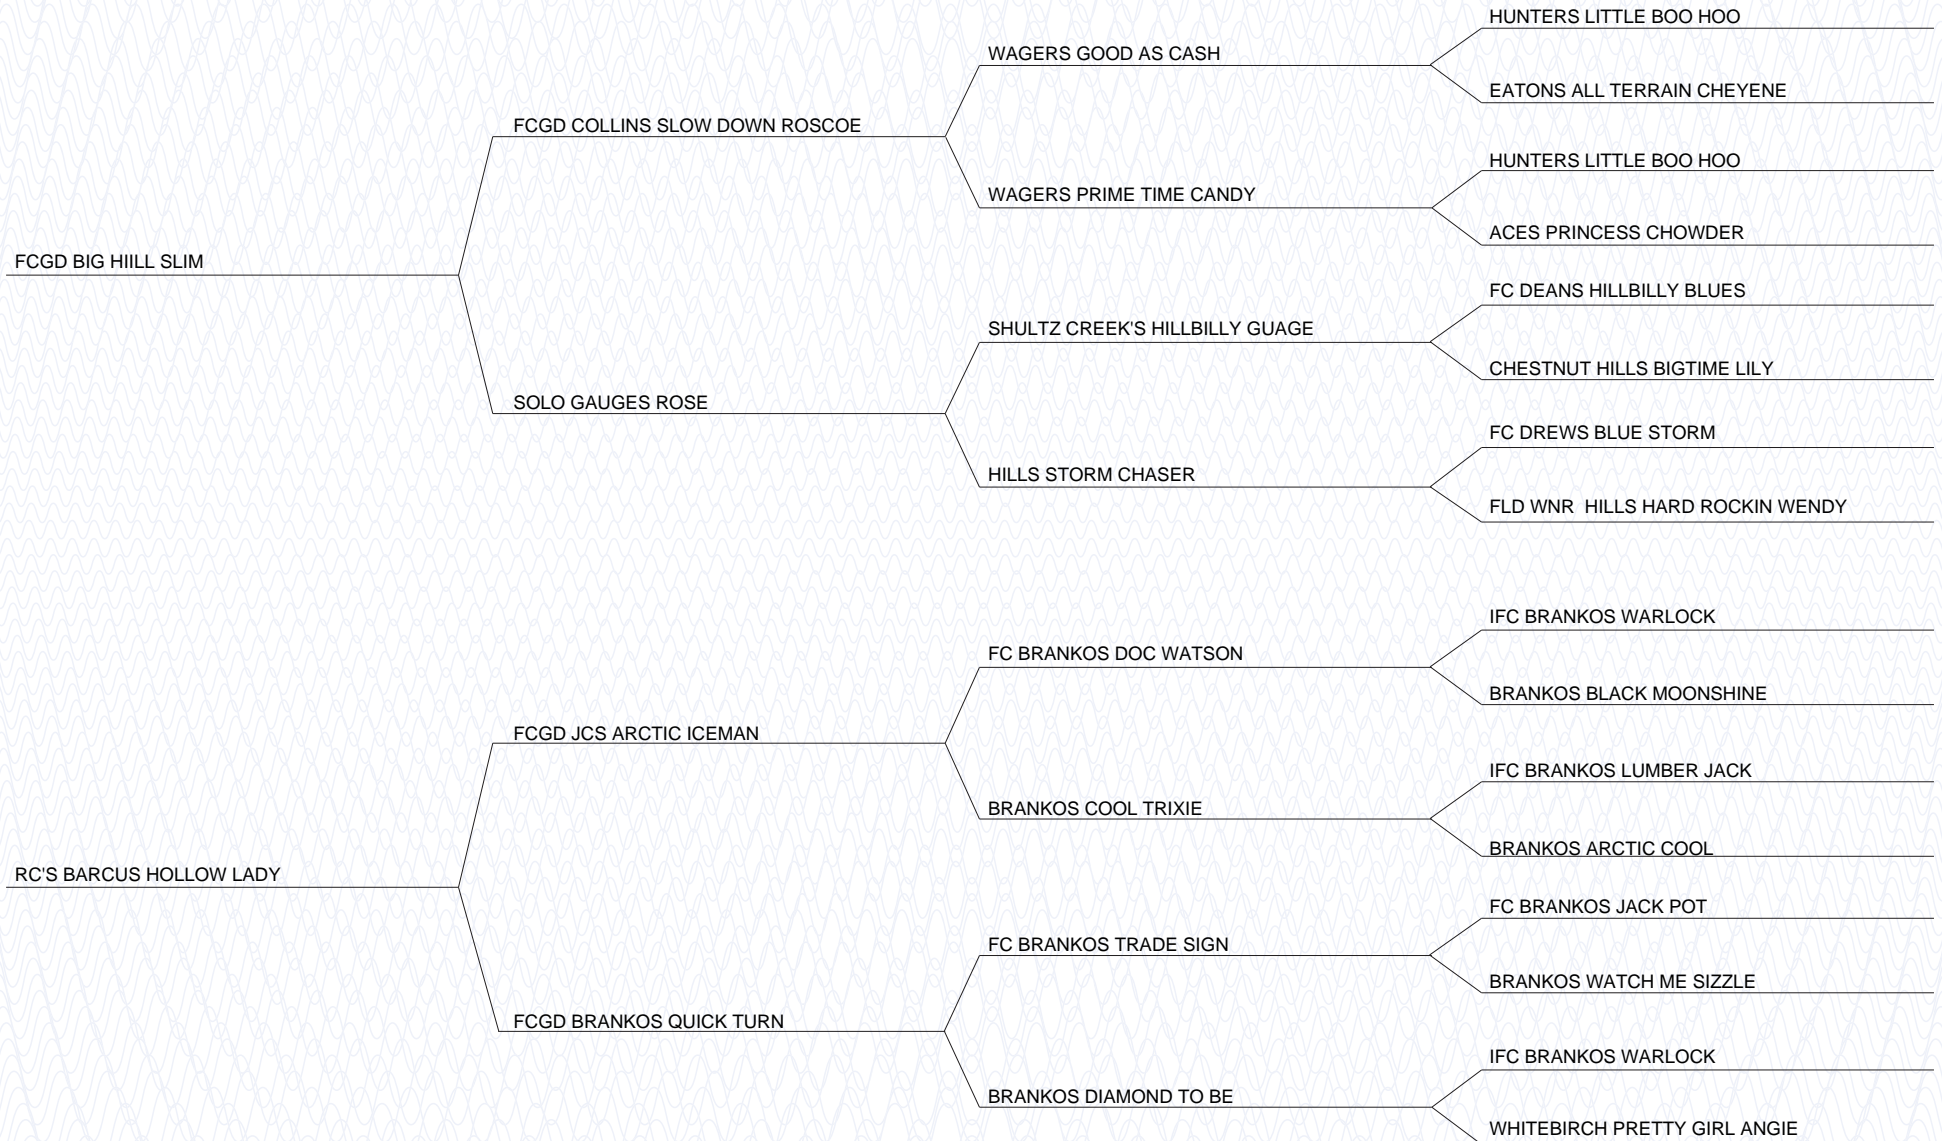 HUNTERS LITTLE BOO HOO
WAGERS GOOD AS CASH
EATONS ALL TERRAIN CHEYENE
FCGD COLLINS SLOW DOWN ROSCOE
HUNTERS LITTLE BOO HOO
WAGERS PRIME TIME CANDY
ACES PRINCESS CHOWDER
FCGD BIG HIILL SLIM
FC DEANS HILLBILLY BLUES
SHULTZ CREEK'S HILLBILLY GUAGE
CHESTNUT HILLS BIGTIME LILY
SOLO GAUGES ROSE
FC DREWS BLUE STORM
HILLS STORM CHASER
FLD WNR  HILLS HARD ROCKIN WENDY
IFC BRANKOS WARLOCK
FC BRANKOS DOC WATSON
BRANKOS BLACK MOONSHINE
FCGD JCS ARCTIC ICEMAN
IFC BRANKOS LUMBER JACK
BRANKOS COOL TRIXIE
BRANKOS ARCTIC COOL
RC'S BARCUS HOLLOW LADY
FC BRANKOS JACK POT
FC BRANKOS TRADE SIGN
BRANKOS WATCH ME SIZZLE
FCGD BRANKOS QUICK TURN
IFC BRANKOS WARLOCK
BRANKOS DIAMOND TO BE
WHITEBIRCH PRETTY GIRL ANGIE